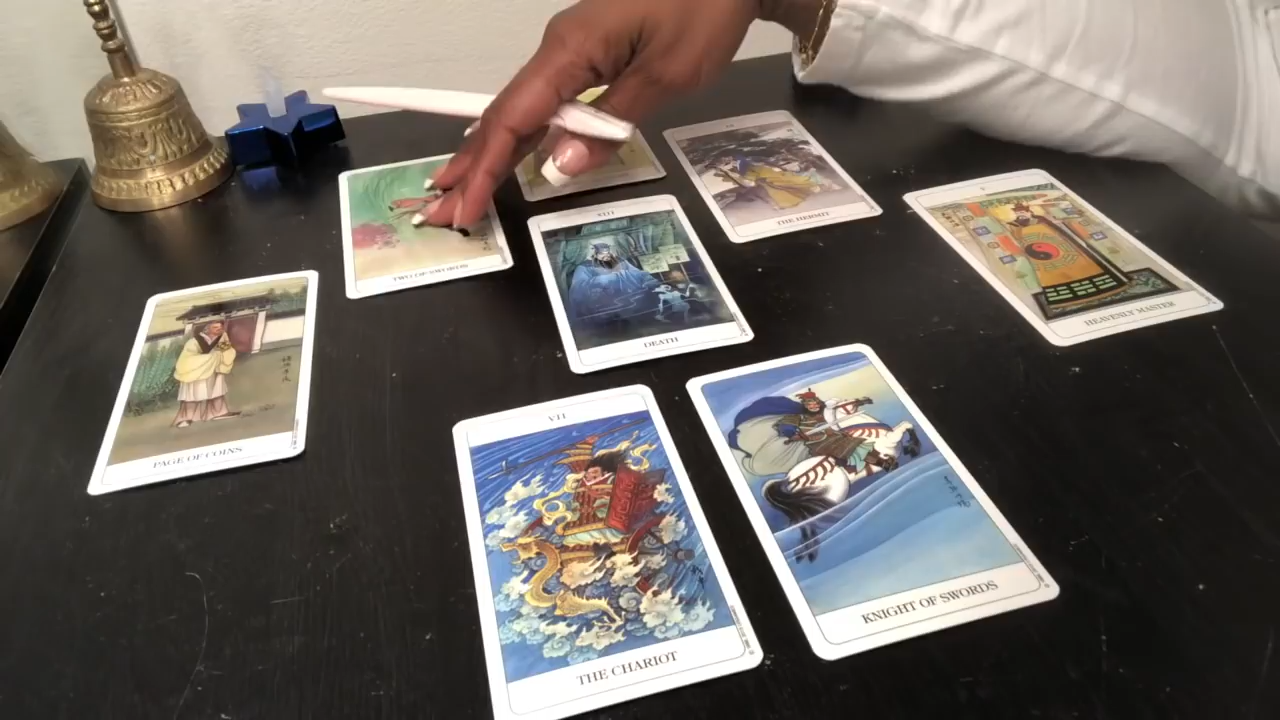 TWO OF SWORDS
THE HERMIT
XIII
DEATH
HEAVENLY MASTER
PAGE OF COINS
VII
THE CHARIOT
KNIGHT OF SWORDS